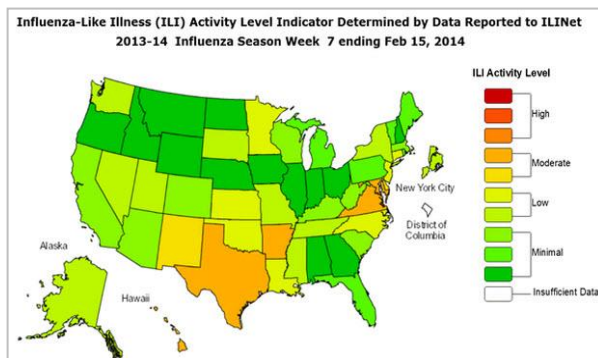 Influenza-Like Illness (ILI) Activity Level Indicator Determined by Data Reported to ILINet
2013-14 Influenza Season Week 7 ending Feb 15, 2014
ILI Activity Level
High
Moderate
Low
Minimal
Insufficient Data
New York City
District of
Columbia
Alaska
Hawaii